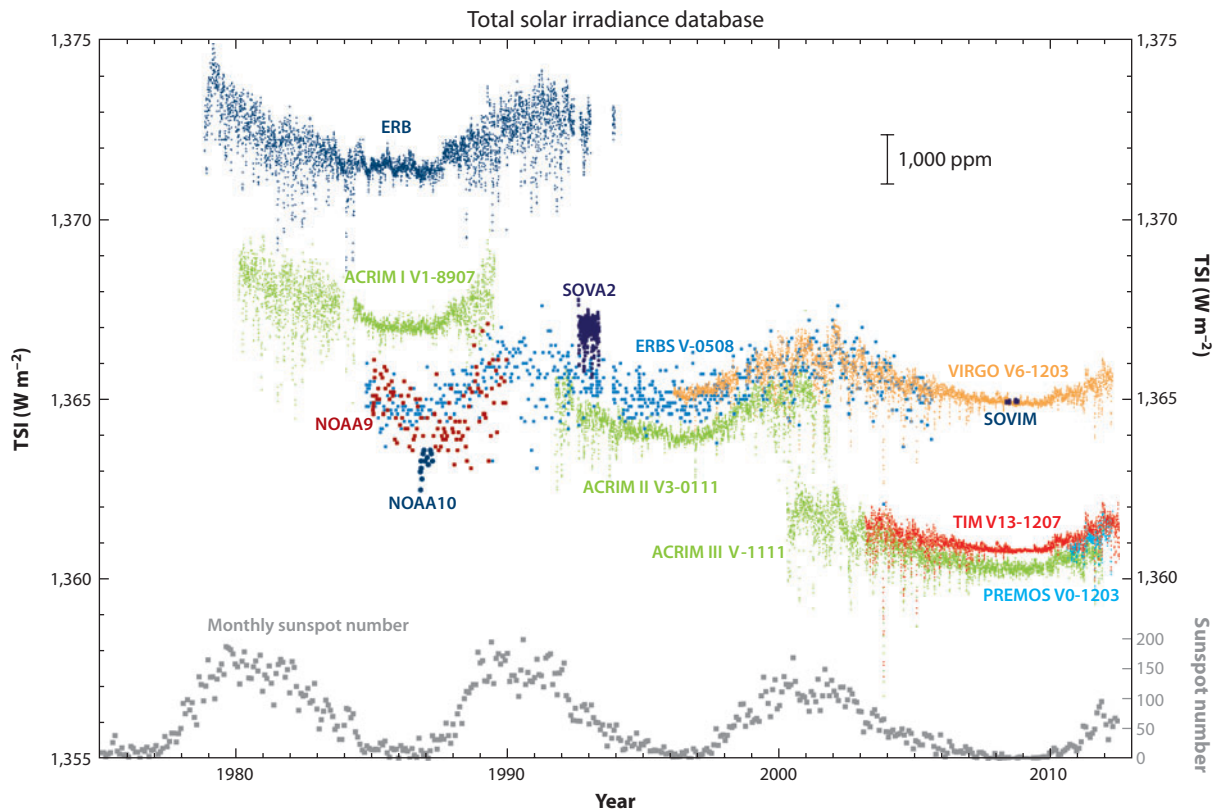 Total solar irradiance database
1,375
1,370
1,365
1,360
1,355
TSI (W m⁻²)
1,375
1,370
1,365
1,360
TSI (W m⁻²)
200
150
100
50
0
Sunspot number
ERB
1,000 ppm
ACRIM I V1-8907
SOVA2
ERBS V-0508
VIRGO V6-1203
SOVIM
NOAA9
NOAA10
ACRIM II V3-0111
TIM V13-1207
ACRIM III V-1111
PREMOS V0-1203
Monthly sunspot number
1980
1990
2000
2010
Year